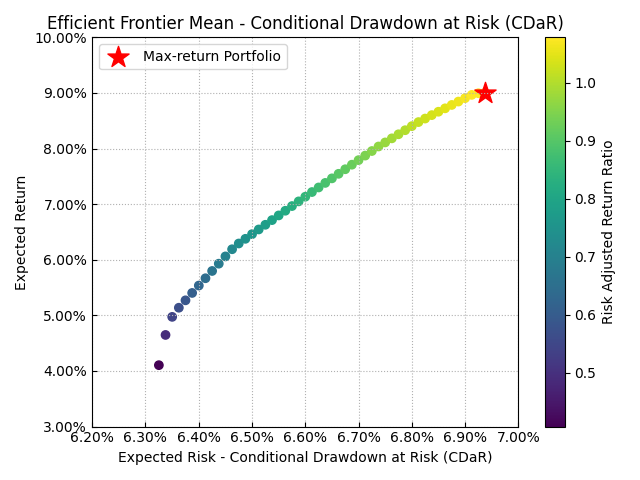 Efficient Frontier Mean - Conditional Drawdown at Risk (CDaR)
10.00%
9.00%
8.00%
7.00%
6.00%
5.00%
4.00%
3.00%
Expected Return
Max-return Portfolio
6.20% 6.30% 6.40% 6.50% 6.60% 6.70% 6.80% 6.90% 7.00%
Expected Risk - Conditional Drawdown at Risk (CDaR)
1.0
0.9
0.8
0.7
0.6
0.5
Risk Adjusted Return Ratio